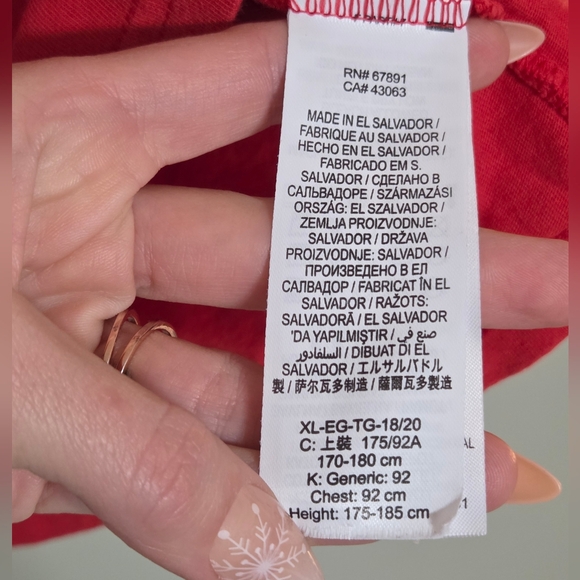 RN# 67891
CA# 43063
MADE IN EL SALVADOR /
FABRIQUE AU SALVADOR /
HECHO EN EL SALVADOR /
FABRICADO EM S.
SALVADOR / СДЕЛАНО В
САЛЬВАДОРЕ / SZÁRMAZÁSI
ORSZÁG: EL SZALVADOR /
ZEMLJA PROIZVODNJE:
SALVADOR / DRŽAVA
PROIZVODNJE: SALVADOR /
ПРОИЗВЕДЕНО В ЕЛ
САЛВАДОР / FABRICAT ÎN EL
SALVADOR / RAŽOTS:
SALVADORĀ / EL SALVADOR
'DA YAPILMIŞTIR / صنع في
السلفادور / DIBUAT DI EL
SALVADOR / エルサルバドル
製 / 萨尔瓦多制造 / 薩爾瓦多製造
XL-EG-TG-18/20
C: 上裝 175/92A
170-180 cm
K: Generic: 92
Chest: 92 cm
Height: 175-185 cm